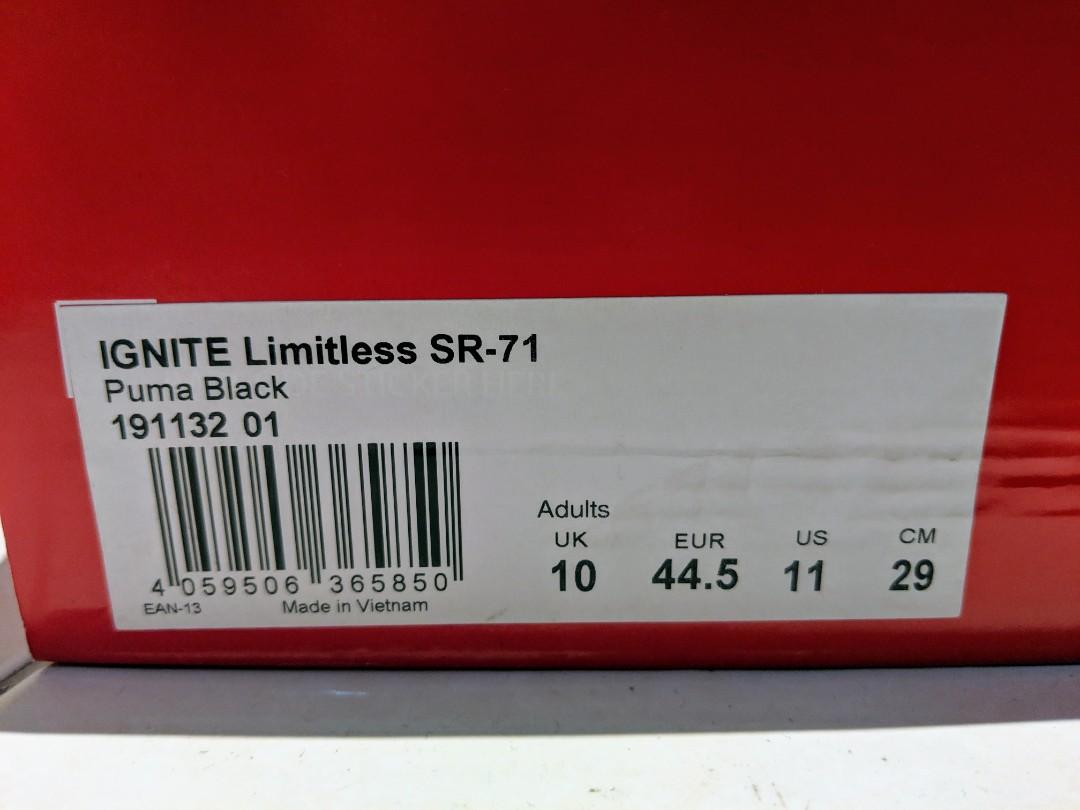 IGNITE Limitless SR-71
Puma Black
191132 01
4 059506 365850
EAN-13 Made in Vietnam
Adults
UK EUR US CM
10 44.5 11 29